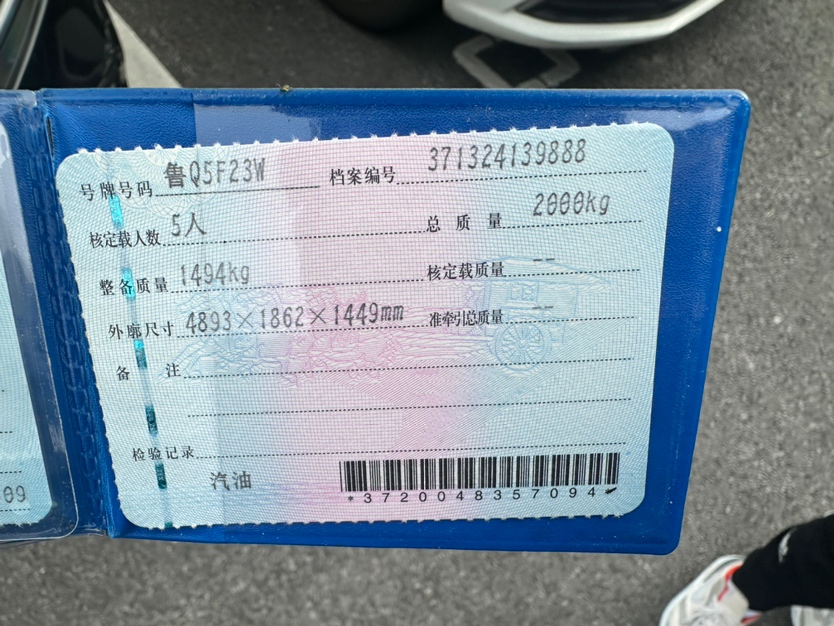 号牌号码 鲁Q5F23W 档案编号 371324139888
核定载人数 5人 总质量 2000kg
整备质量 1494kg 核定载质量 --
外廓尺寸 4893×1862×1449mm 准牵引总质量 --
备注
检验记录
汽油
*3720048357094*
09